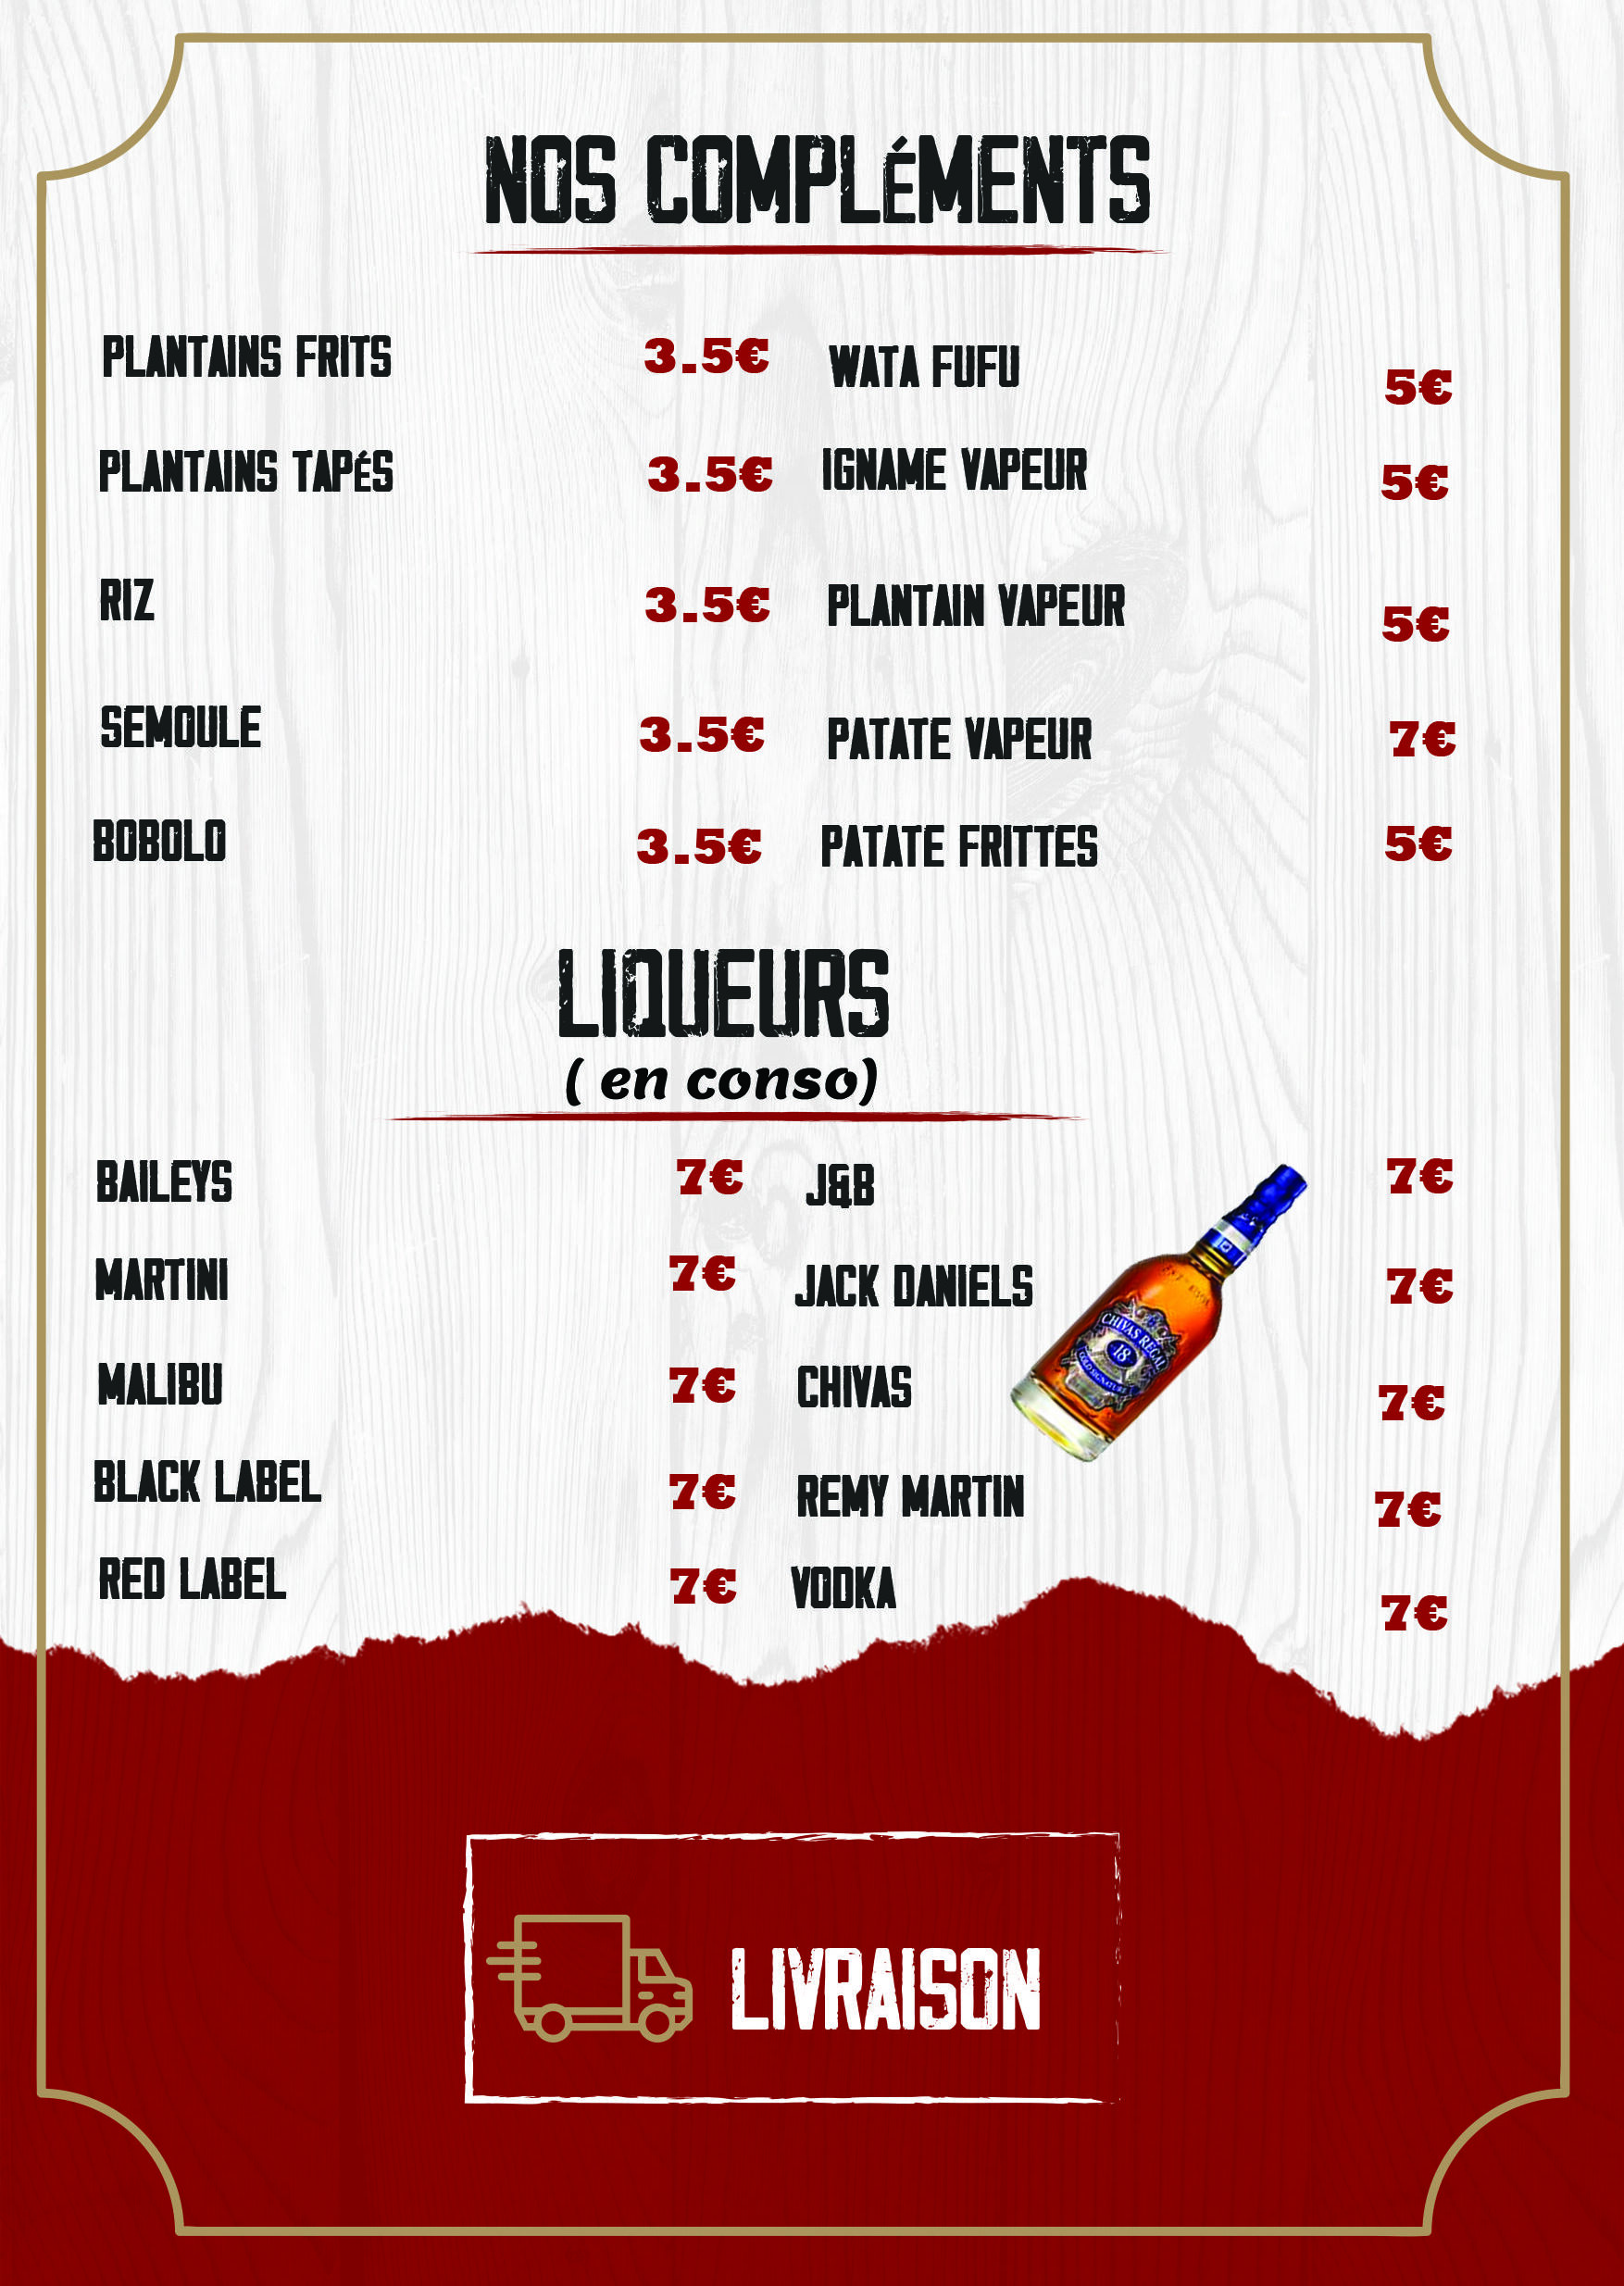 NOS COMPLÉMENTS
PLANTAINS FRITS 3.5€
PLANTAINS TAPÉS 3.5€
RIZ 3.5€
SEMOULE 3.5€
BOBOLO 3.5€
WATA FUFU 5€
IGNAME VAPEUR 5€
PLANTAIN VAPEUR 5€
PATATE VAPEUR 7€
PATATE FRITTES 5€
LIQUEURS
( en conso)
BAILEYS 7€
MARTINI 7€
MALIBU 7€
BLACK LABEL 7€
RED LABEL 7€
J&B 7€
JACK DANIELS 7€
CHIVAS 7€
REMY MARTIN 7€
VODKA 7€
CHIVAS REGAL
18
GOLD SIGNATURE
LIVRAISON